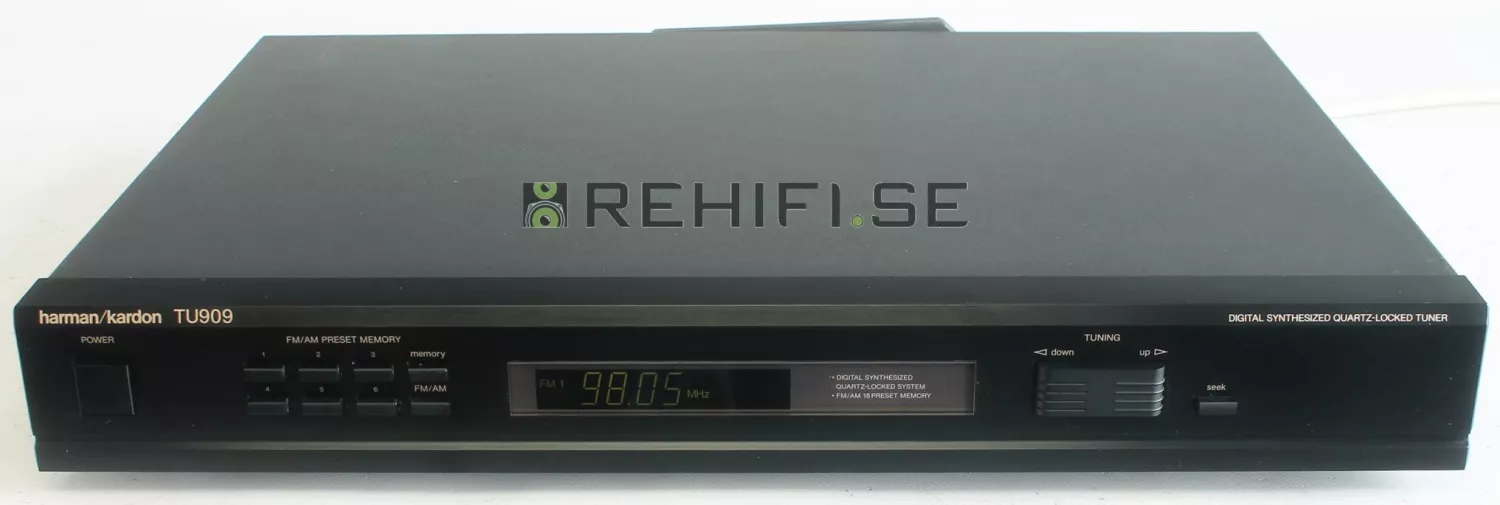 REHIFI.SE
harman/kardon TU909
DIGITAL SYNTHESIZED QUARTZ-LOCKED TUNER
POWER
FM/AM PRESET MEMORY
1 2 3 memory
4 5 6 FM/AM
FM 1 98.05 MHz
• DIGITAL SYNTHESIZED
QUARTZ-LOCKED SYSTEM
• FM/AM 18 PRESET MEMORY
TUNING
down up
seek